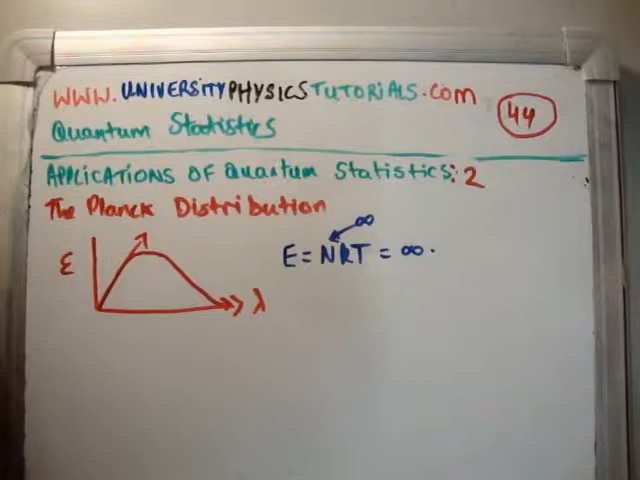 WWW.UNIVERSITYPHYSICSTUTORIALS.COM
Quantum Statistics
44
APPLICATIONS OF Quantum Statistics: 2
The Planck Distribution
∞
E = NkT = ∞.
ε
λ